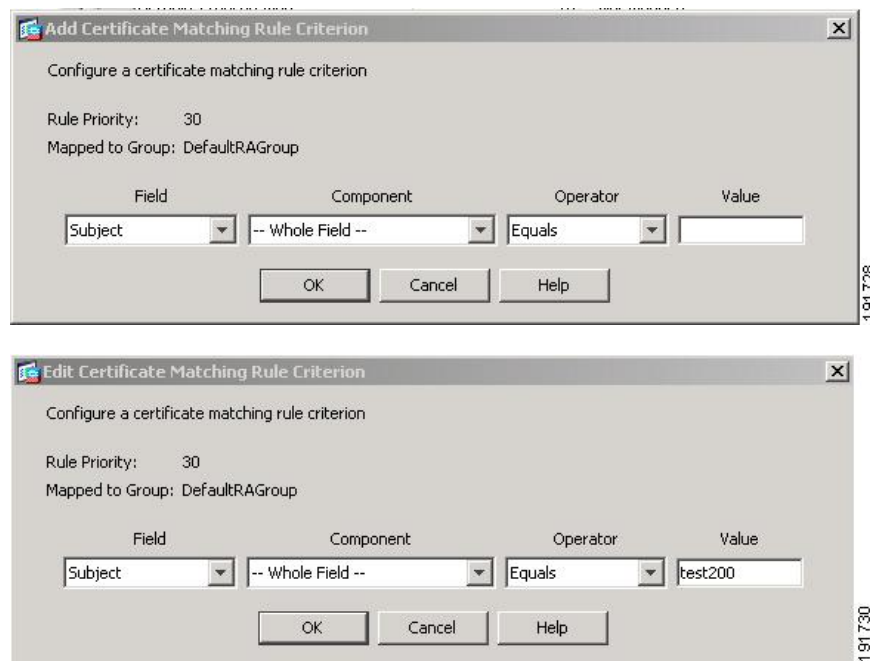 Add Certificate Matching Rule Criterion
Configure a certificate matching rule criterion
Rule Priority: 30
Mapped to Group: DefaultRAGroup
Field Component Operator Value
Subject -- Whole Field -- Equals
OK Cancel Help
191728
Edit Certificate Matching Rule Criterion
Configure a certificate matching rule criterion
Rule Priority: 30
Mapped to Group: DefaultRAGroup
Field Component Operator Value
Subject -- Whole Field -- Equals test200
OK Cancel Help
191730